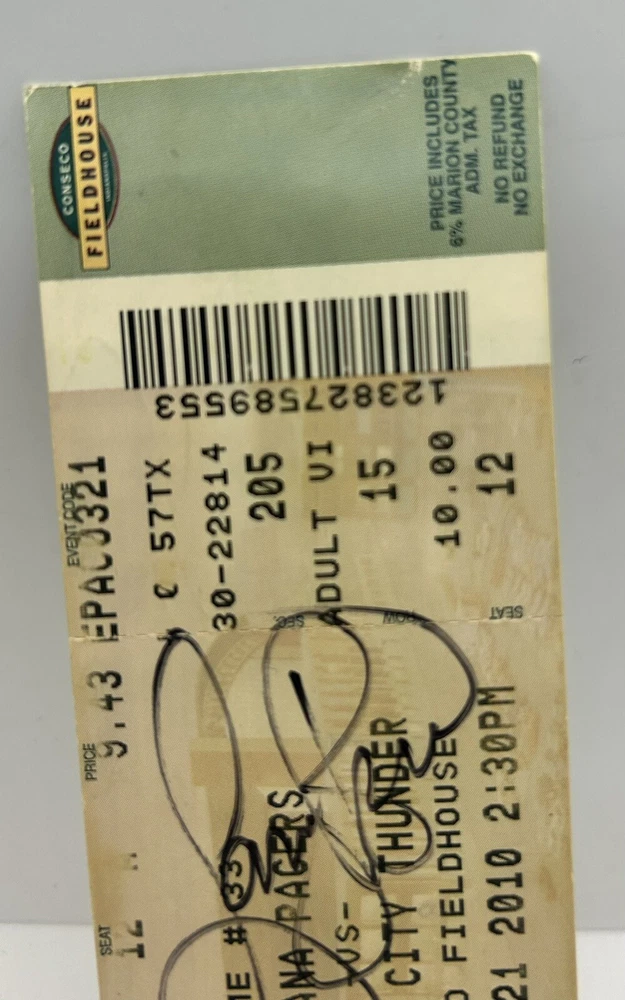 CONSECO
FIELDHOUSE
INDIANAPOLIS
PRICE INCLUDES
6% MARION COUNTY
ADM. TAX
NO REFUND
NO EXCHANGE
123827589553
EVENT CODE
EPAC0321
C 57TX
30-22814
205
ADULT VI
15
10.00
12
SEC.
ROW
SEAT
PRICE
9.43
SEAT
12
ME #33
ANA PACERS
-VS-
CITY THUNDER
O FIELDHOUSE
21 2010 2:30PM